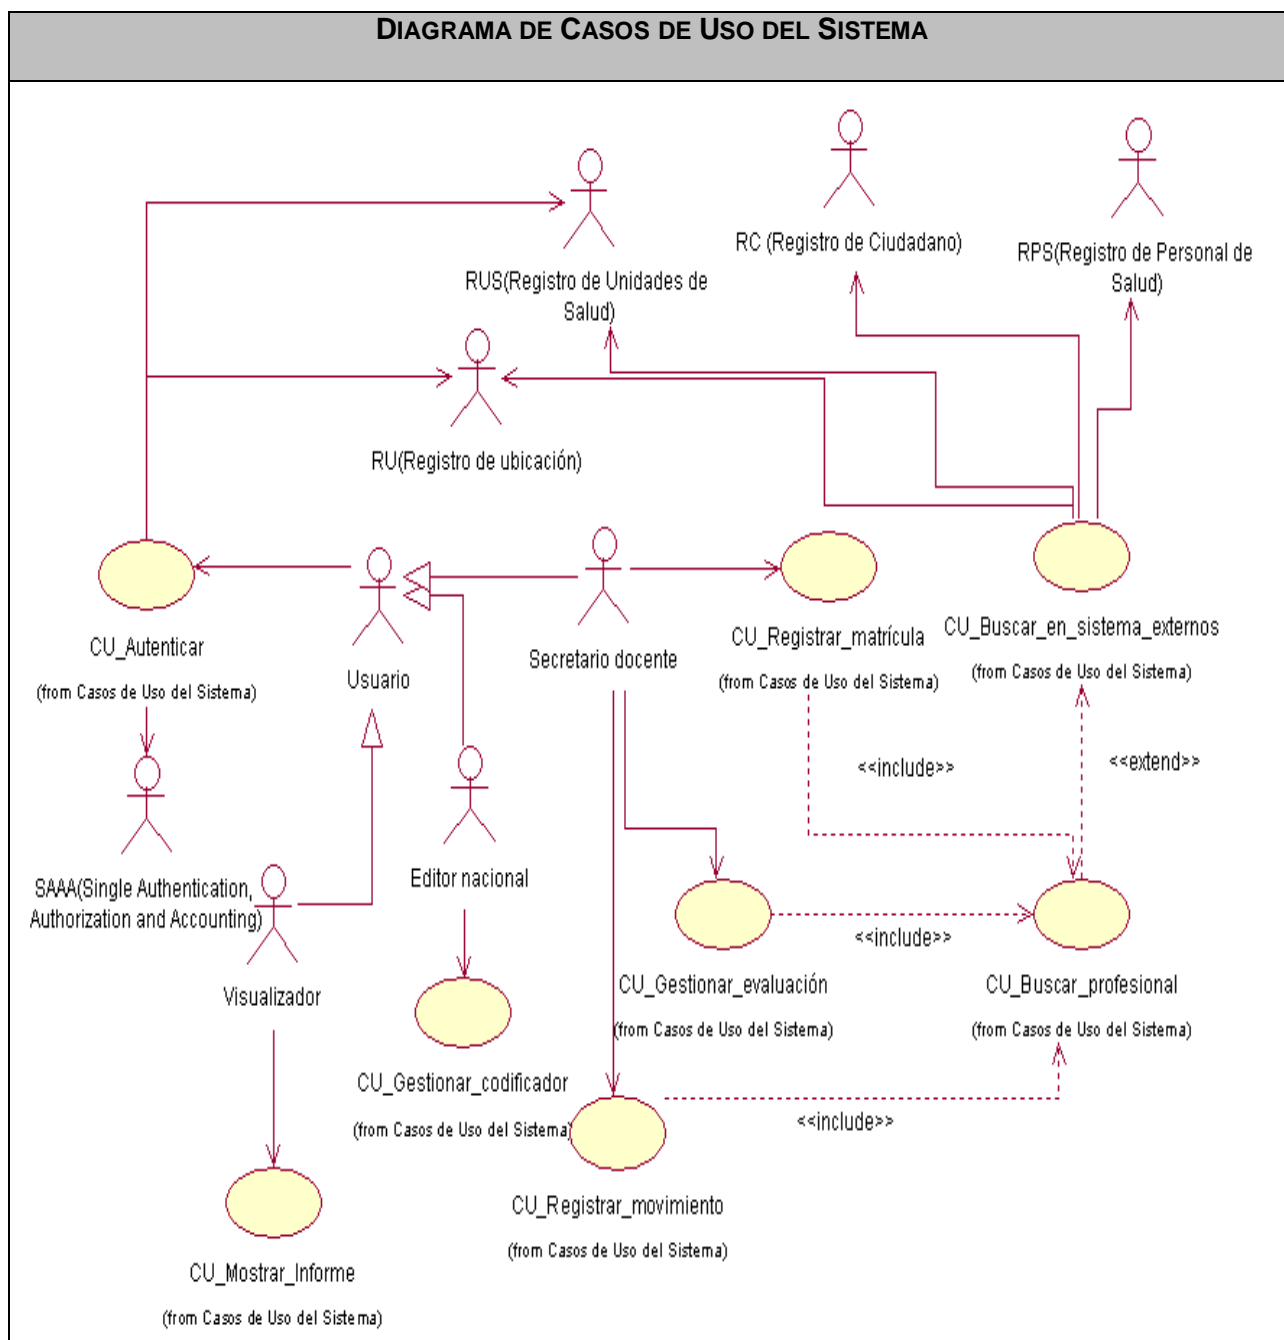 DIAGRAMA DE CASOS DE USO DEL SISTEMA
RC (Registro de Ciudadano)
RPS(Registro de Personal de
Salud)
RUS(Registro de Unidades de
Salud)
RU(Registro de ubicación)
CU_Autenticar
(from Casos de Uso del Sistema)
Usuario
Secretario docente
CU_Registrar_matrícula
(from Casos de Uso del Sistema)
CU_Buscar_en_sistema_externos
(from Casos de Uso del Sistema)
<<include>>
<<extend>>
SAAA(Single Authentication,
Authorization and Accounting)
Editor nacional
Visualizador
<<include>>
CU_Gestionar_evaluación
(from Casos de Uso del Sistema)
CU_Buscar_profesional
(from Casos de Uso del Sistema)
CU_Gestionar_codificador
(from Casos de Uso del Sistema)
<<include>>
CU_Registrar_movimiento
(from Casos de Uso del Sistema)
CU_Mostrar_Informe
(from Casos de Uso del Sistema)